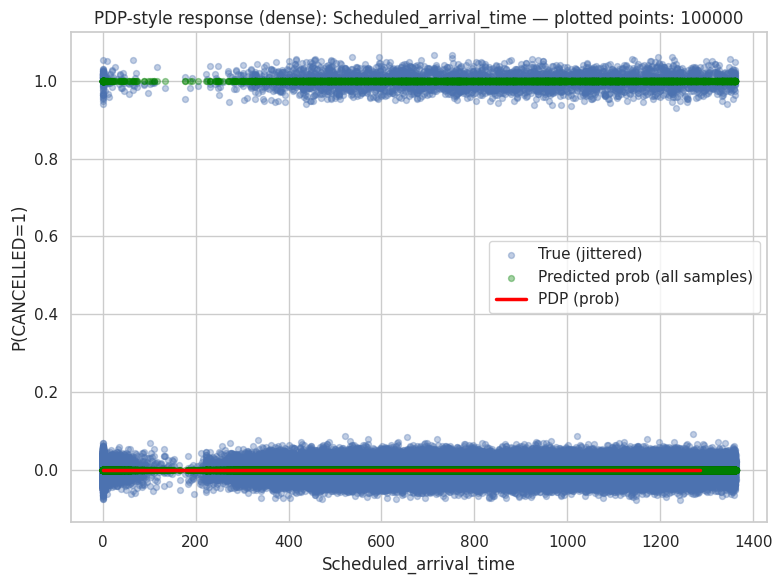 PDP-style response (dense): Scheduled_arrival_time — plotted points: 100000
P(CANCELLED=1)
1.0
0.8
0.6
0.4
0.2
0.0
True (jittered)
Predicted prob (all samples)
PDP (prob)
0 200 400 600 800 1000 1200 1400
Scheduled_arrival_time